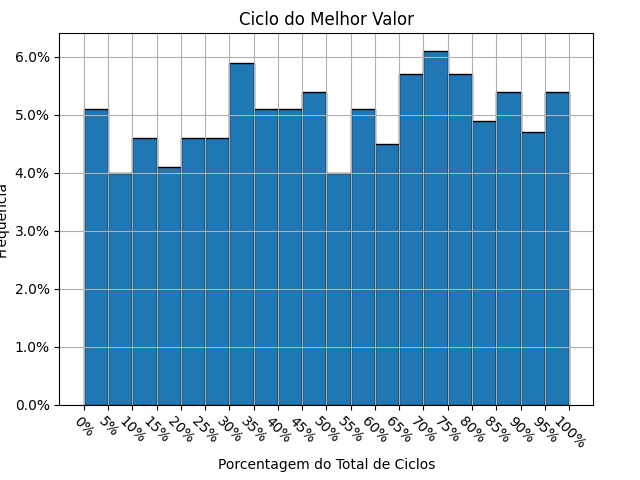 Ciclo do Melhor Valor
6.0%
5.0%
4.0%
3.0%
2.0%
1.0%
0.0%
Frequência
0% 5% 10% 15% 20% 25% 30% 35% 40% 45% 50% 55% 60% 65% 70% 75% 80% 85% 90% 95% 100%
Porcentagem do Total de Ciclos